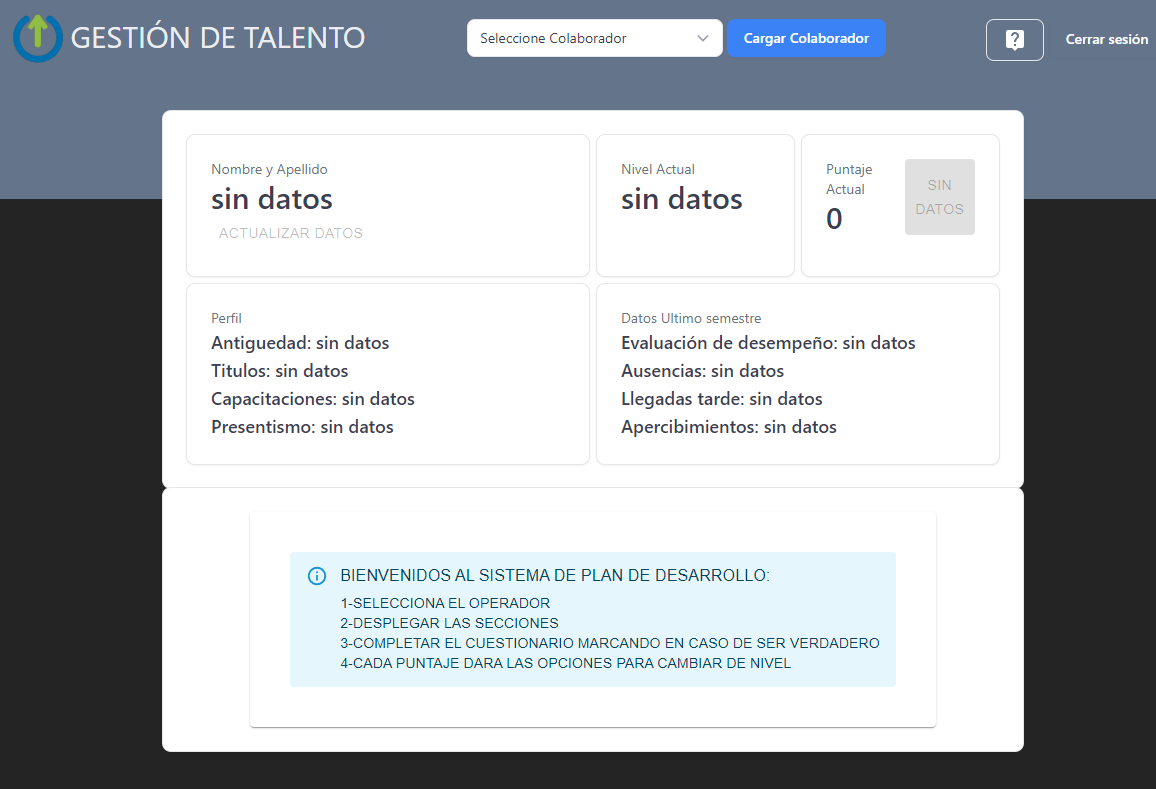 GESTIÓN DE TALENTO
Seleccione Colaborador
Cargar Colaborador
?
Cerrar sesión
Nombre y Apellido
sin datos
ACTUALIZAR DATOS
Nivel Actual
sin datos
Puntaje
Actual
0
SIN
DATOS
Perfil
Antiguedad: sin datos
Titulos: sin datos
Capacitaciones: sin datos
Presentismo: sin datos
Datos Ultimo semestre
Evaluación de desempeño: sin datos
Ausencias: sin datos
Llegadas tarde: sin datos
Apercibimientos: sin datos
BIENVENIDOS AL SISTEMA DE PLAN DE DESARROLLO:
1-SELECCIONA EL OPERADOR
2-DESPLEGAR LAS SECCIONES
3-COMPLETAR EL CUESTIONARIO MARCANDO EN CASO DE SER VERDADERO
4-CADA PUNTAJE DARA LAS OPCIONES PARA CAMBIAR DE NIVEL